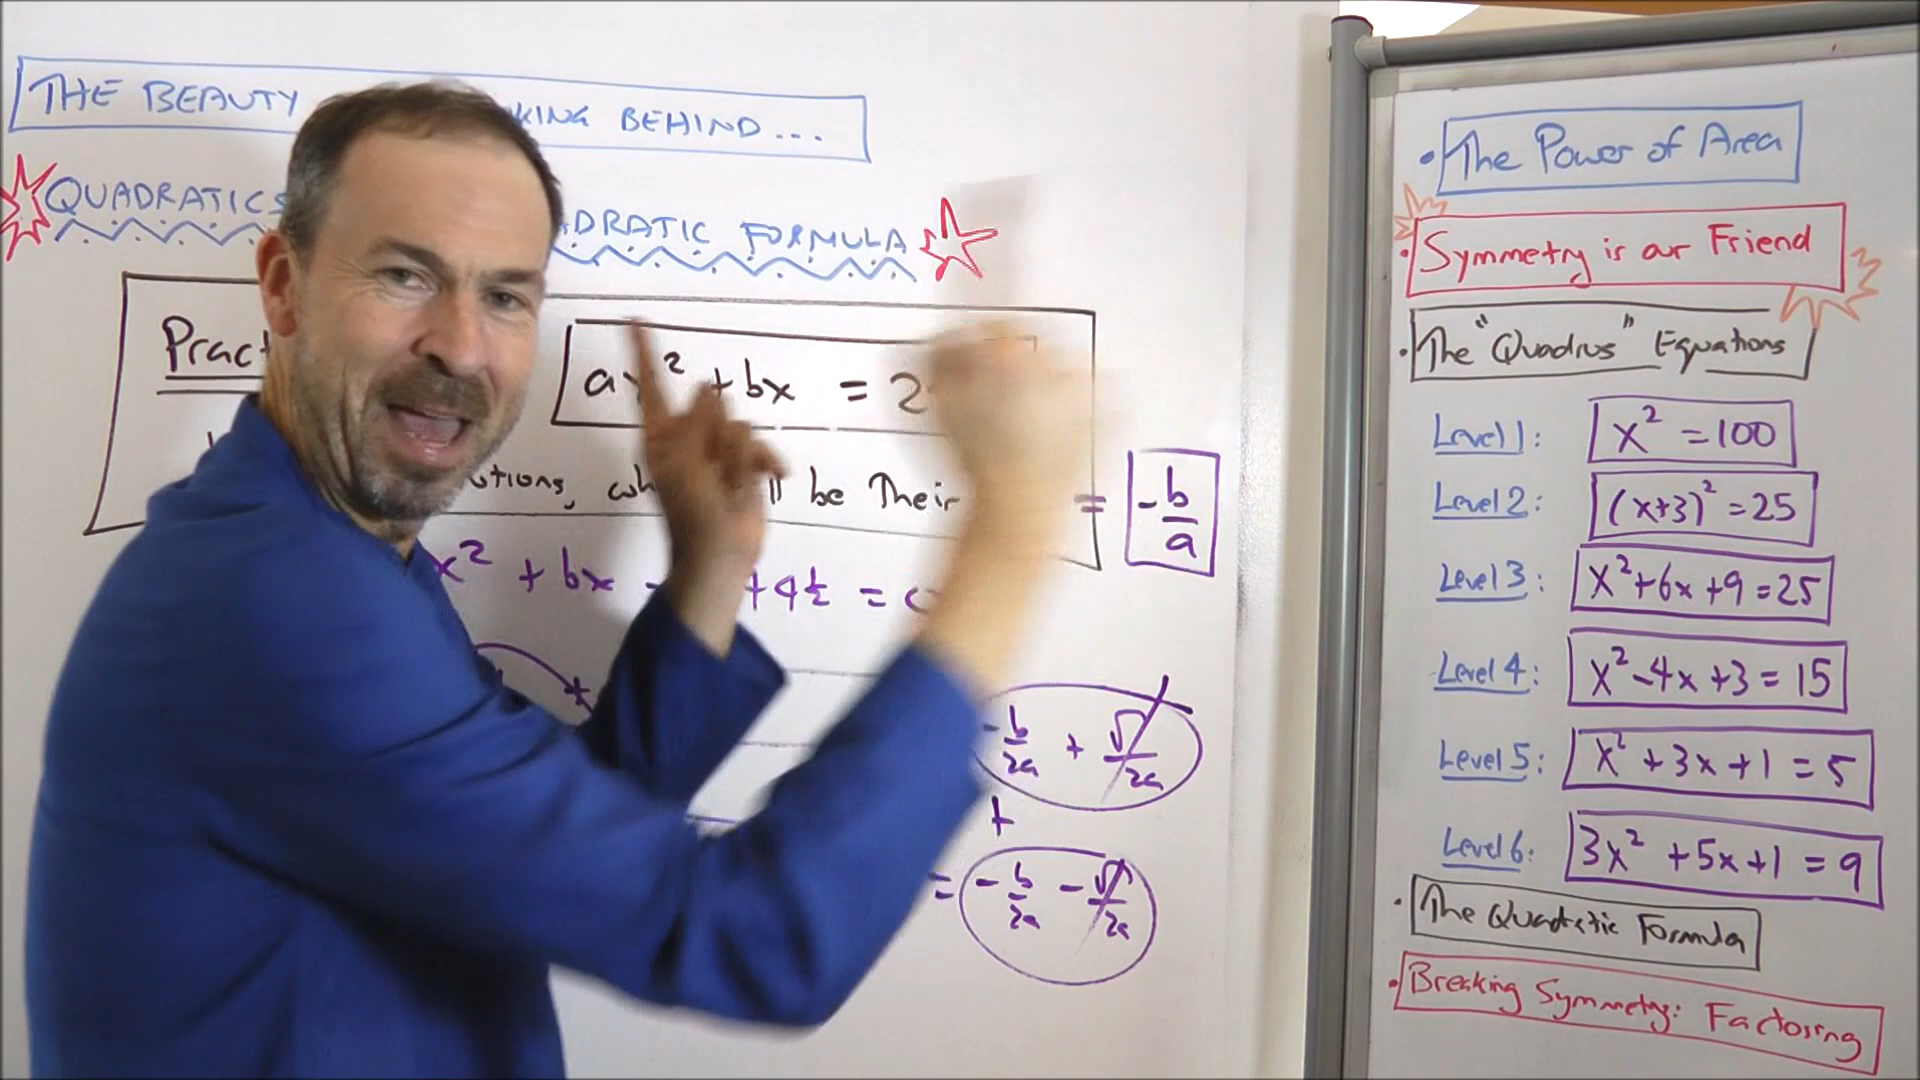 THE BEAUTY KING BEHIND...
QUADRATICS DRATIC FORMULA
Pract
ax² + bx = 2
utions, wh ll be Their = -b/a
x² + bx - + 9½ =
-b/2a + √/2a
+
= -b/2a - √/2a
• The Power of Area
• Symmetry is our Friend
• The "Quadrus" Equations
Level 1: x² = 100
Level 2: (x+3)² = 25
Level 3: x² + 6x + 9 = 25
Level 4: x² - 4x + 3 = 15
Level 5: x² + 3x + 1 = 5
Level 6: 3x² + 5x + 1 = 9
• The Quadratic Formula
• Breaking Symmetry: Factoring